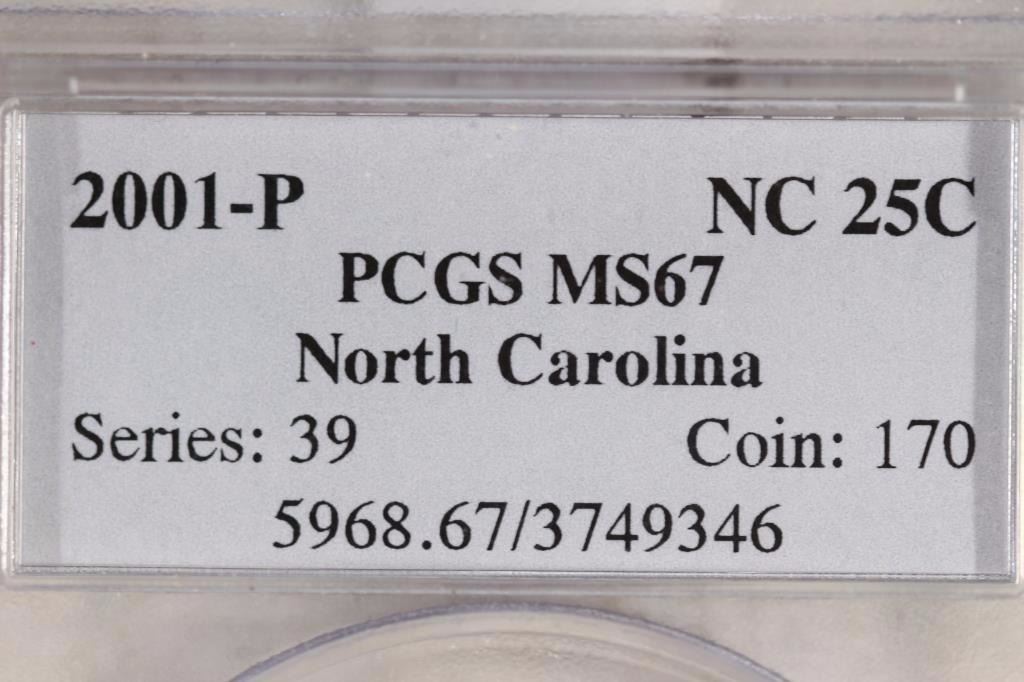 2001-P NC 25C
PCGS MS67
North Carolina
Series: 39 Coin: 170
5968.67/3749346